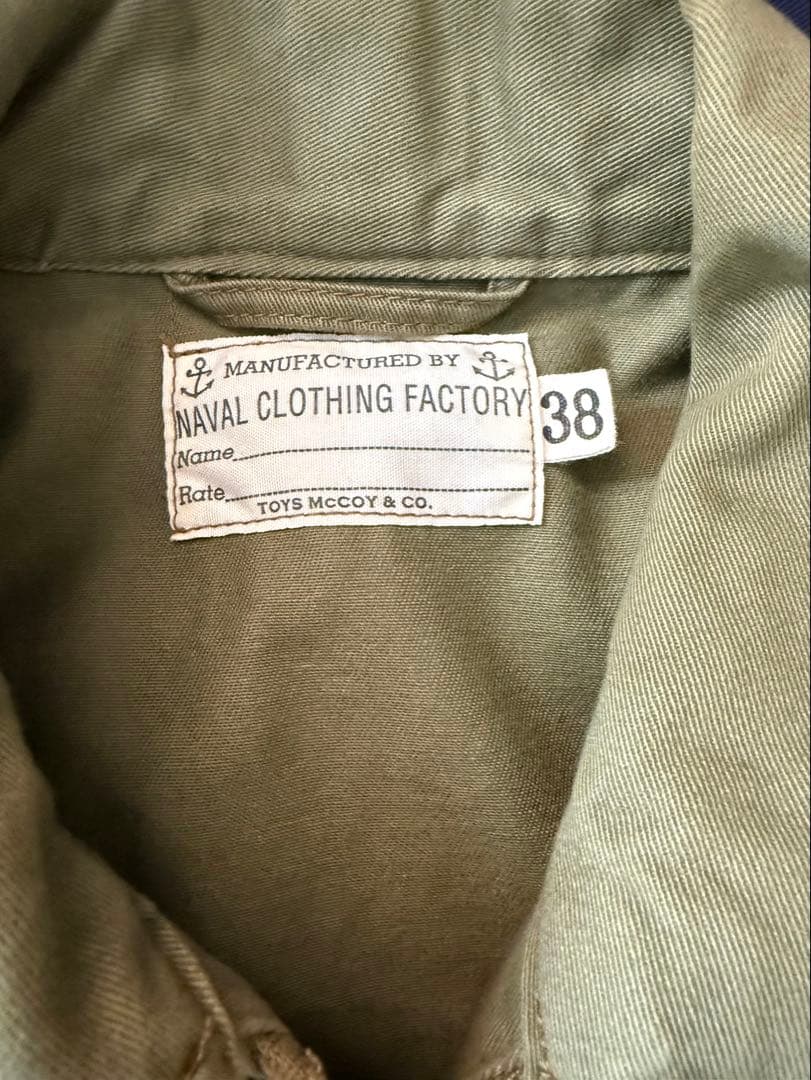 MANUFACTURED BY
NAVAL CLOTHING FACTORY
38
Name
Rate
TOYS McCOY & CO.